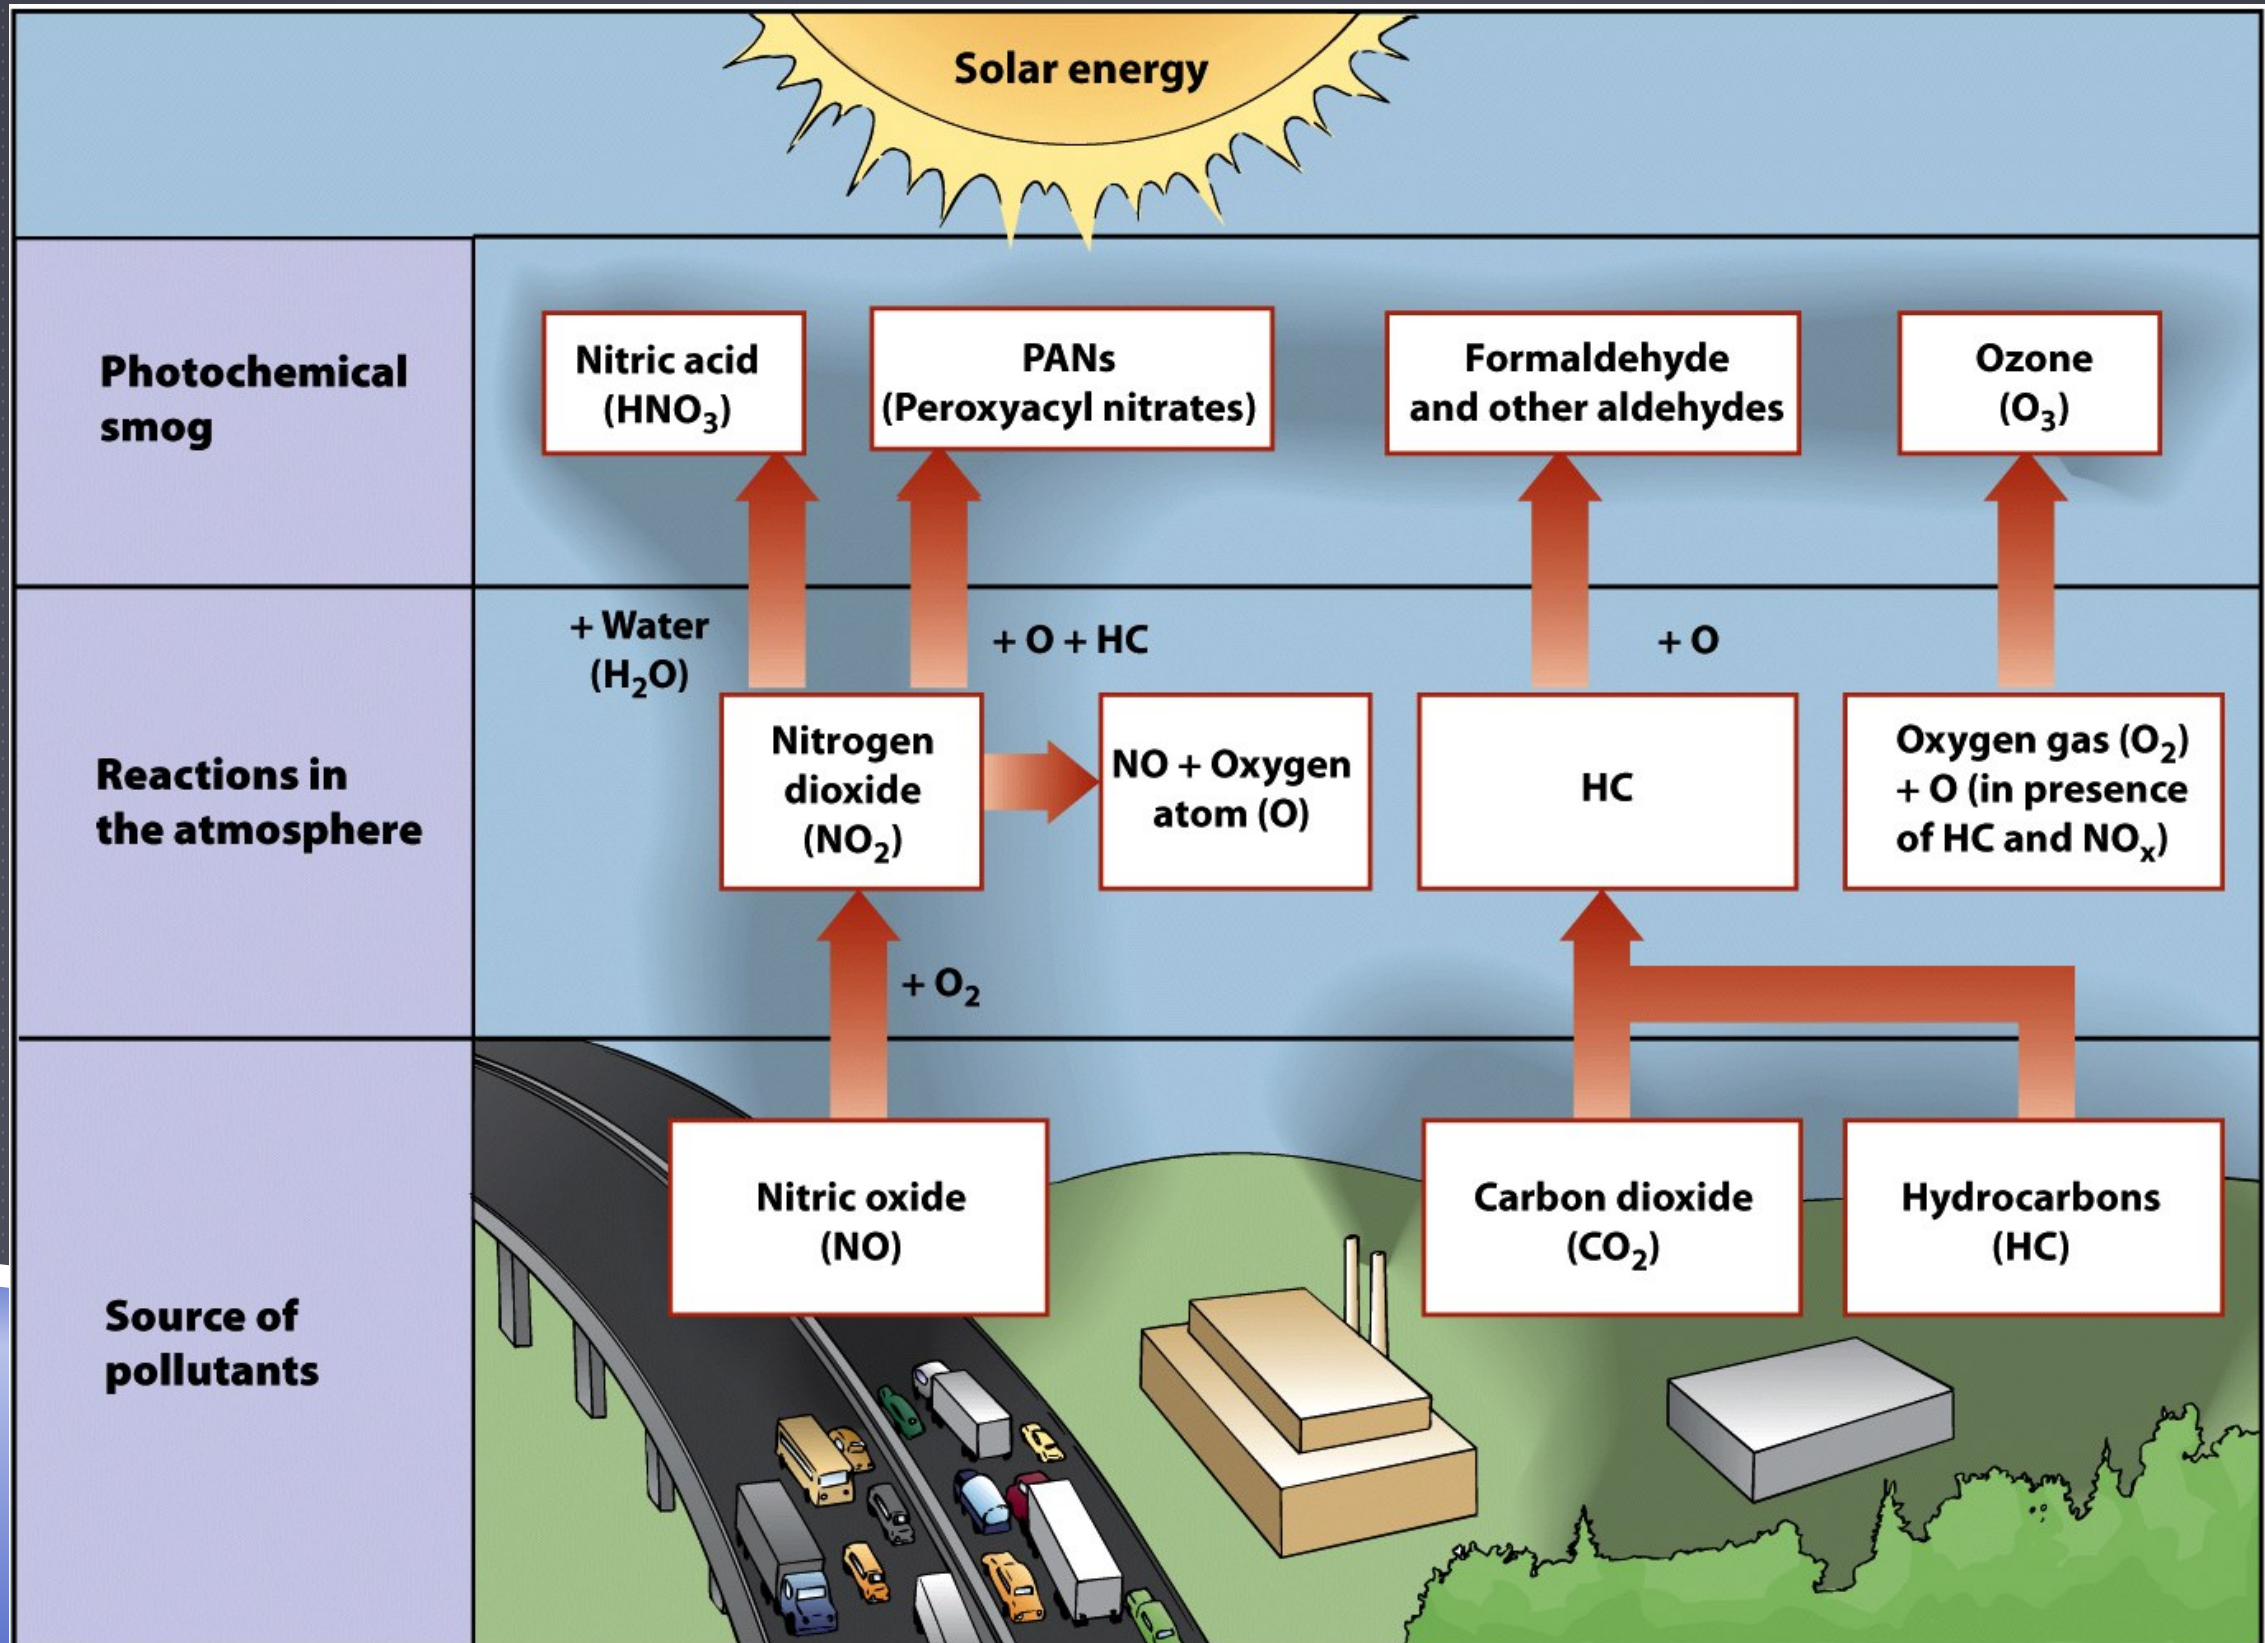 Solar energy
Photochemical
smog
Nitric acid
(HNO₃)
PANs
(Peroxyacyl nitrates)
Formaldehyde
and other aldehydes
Ozone
(O₃)
Reactions in
the atmosphere
+ Water
(H₂O)
+ O + HC
+ O
Nitrogen
dioxide
(NO₂)
NO + Oxygen
atom (O)
HC
Oxygen gas (O₂)
+ O (in presence
of HC and NOₓ)
+ O₂
Source of
pollutants
Nitric oxide
(NO)
Carbon dioxide
(CO₂)
Hydrocarbons
(HC)